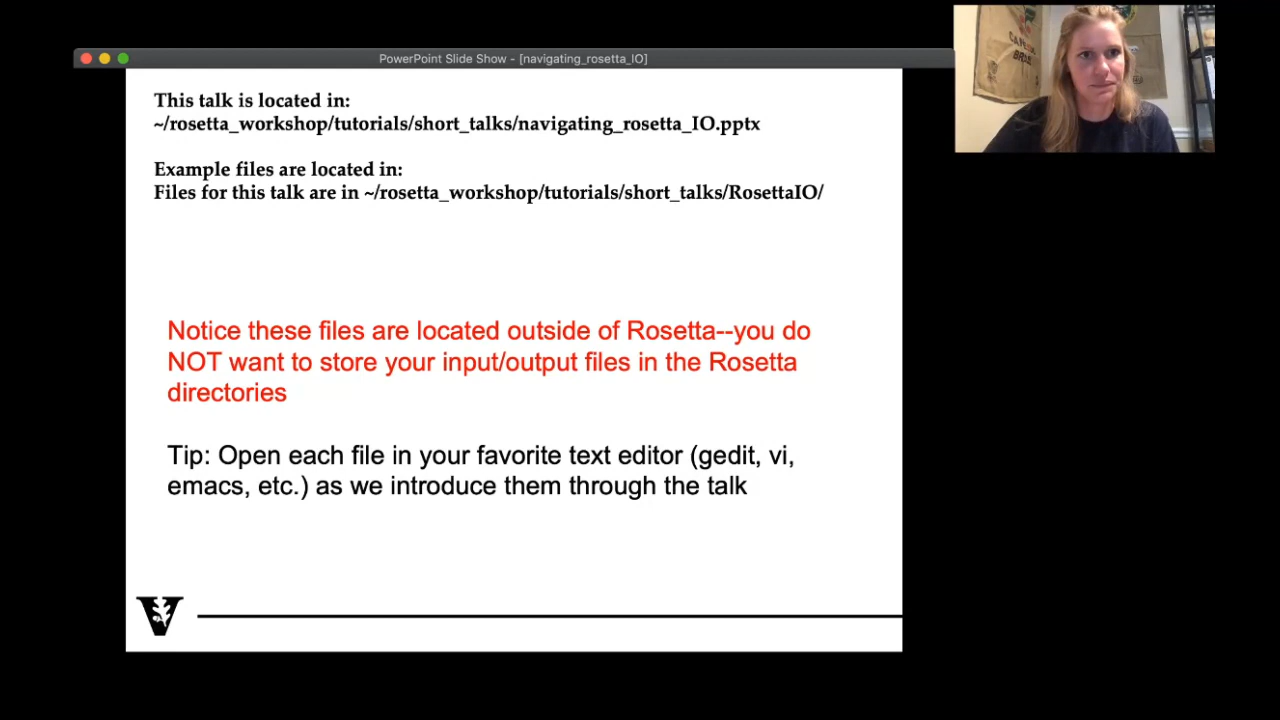 PowerPoint Slide Show - [navigating_rosetta_IO]
This talk is located in:
~/rosetta_workshop/tutorials/short_talks/navigating_rosetta_IO.pptx
Example files are located in:
Files for this talk are in ~/rosetta_workshop/tutorials/short_talks/RosettaIO/
Notice these files are located outside of Rosetta--you do
NOT want to store your input/output files in the Rosetta
directories
Tip: Open each file in your favorite text editor (gedit, vi,
emacs, etc.) as we introduce them through the talk
V